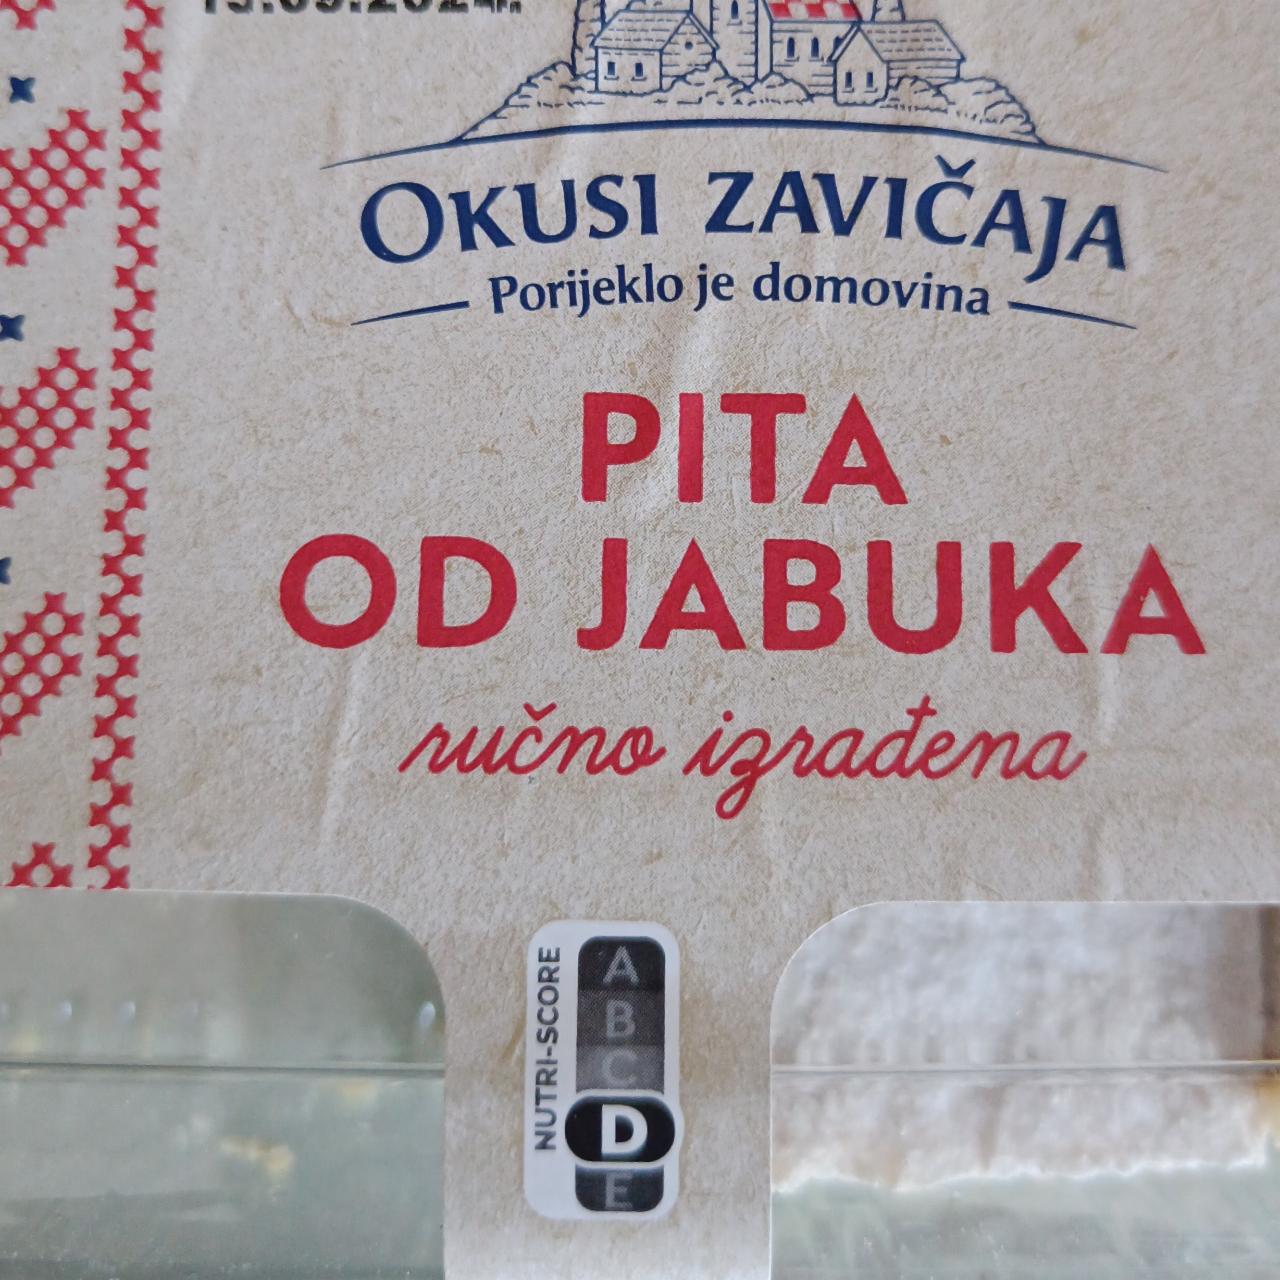 OKUSI ZAVIČAJA
Porijeklo je domovina
PITA
OD JABUKA
ručno izrađena
NUTRI-SCORE
A
B
C
D
E